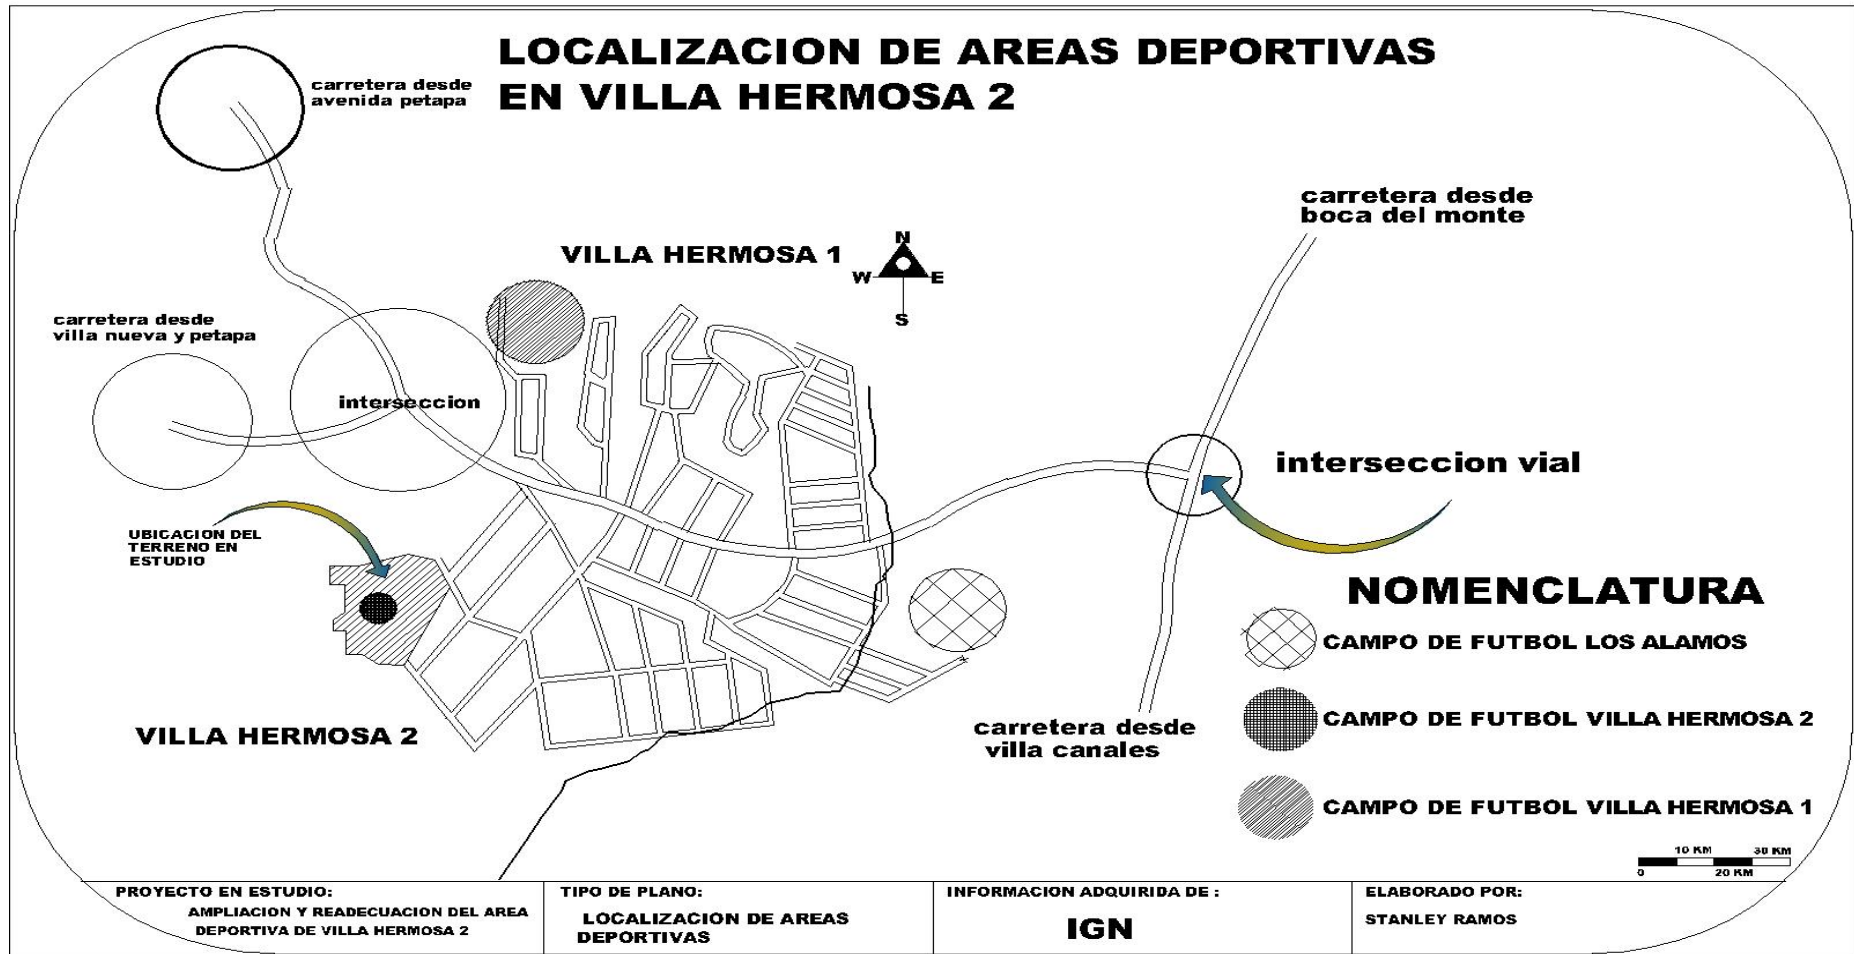 LOCALIZACION DE AREAS DEPORTIVAS
EN VILLA HERMOSA 2
carretera desde
avenida petapa
carretera desde
boca del monte
VILLA HERMOSA 1
N
W E
S
carretera desde
villa nueva y petapa
interseccion
interseccion vial
UBICACION DEL
TERRENO EN
ESTUDIO
NOMENCLATURA
CAMPO DE FUTBOL LOS ALAMOS
CAMPO DE FUTBOL VILLA HERMOSA 2
CAMPO DE FUTBOL VILLA HERMOSA 1
VILLA HERMOSA 2
carretera desde
villa canales
10 KM 30 KM
0 20 KM
PROYECTO EN ESTUDIO:
AMPLIACION Y READECUACION DEL AREA
DEPORTIVA DE VILLA HERMOSA 2
TIPO DE PLANO:
LOCALIZACION DE AREAS
DEPORTIVAS
INFORMACION ADQUIRIDA DE :
IGN
ELABORADO POR:
STANLEY RAMOS